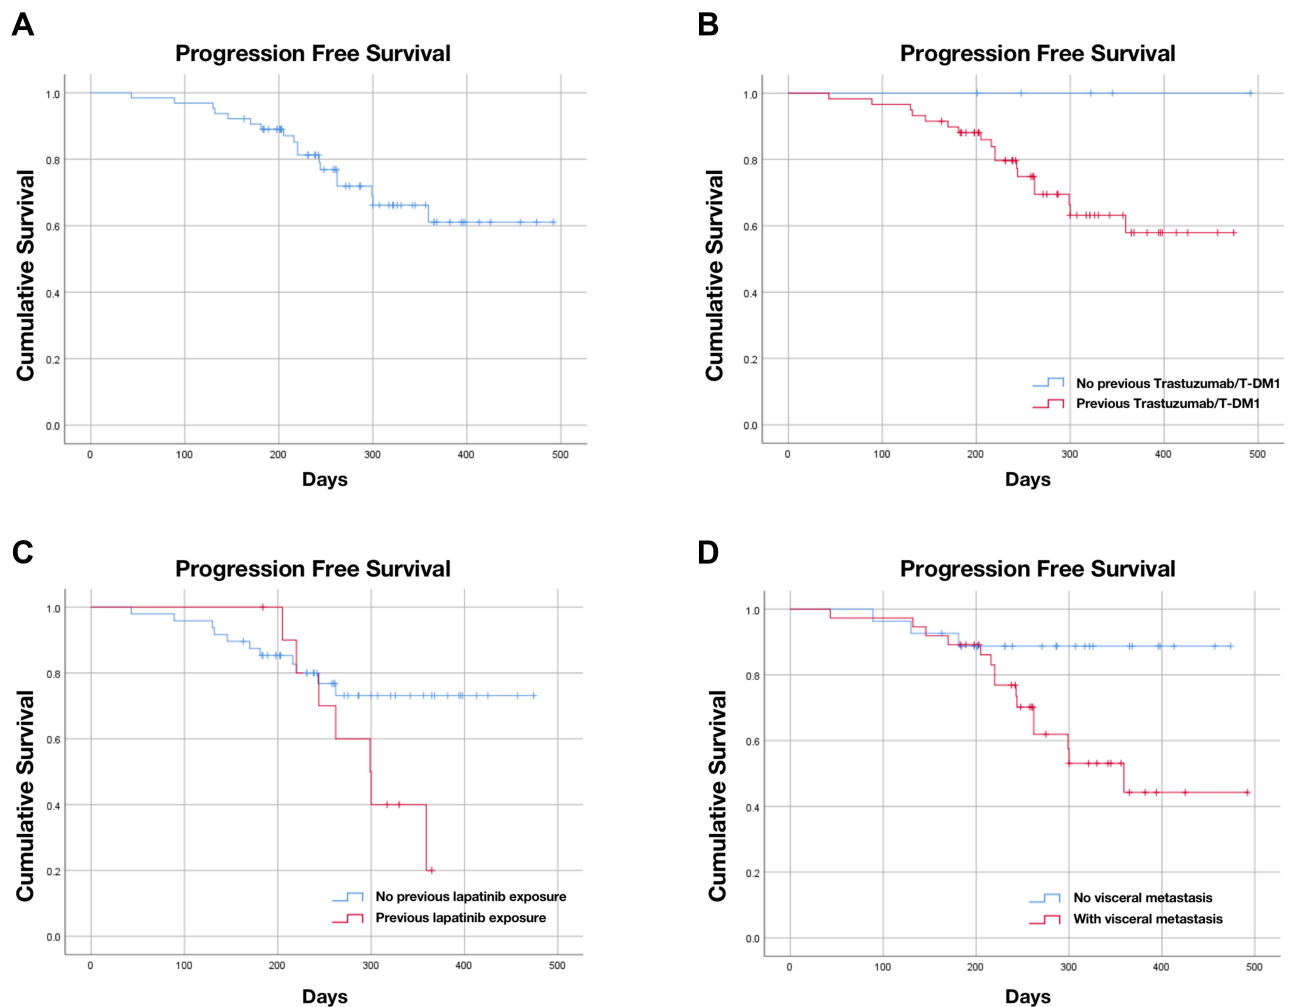 A
Progression Free Survival
Cumulative Survival
1.0
0.8
0.6
0.4
0.2
0.0
0 100 200 300 400 500
Days
B
Progression Free Survival
Cumulative Survival
1.0
0.8
0.6
0.4
0.2
0.0
No previous Trastuzumab/T-DM1
Previous Trastuzumab/T-DM1
0 100 200 300 400 500
Days
C
Progression Free Survival
Cumulative Survival
1.0
0.8
0.6
0.4
0.2
0.0
No previous lapatinib exposure
Previous lapatinib exposure
0 100 200 300 400 500
Days
D
Progression Free Survival
Cumulative Survival
1.0
0.8
0.6
0.4
0.2
0.0
No visceral metastasis
With visceral metastasis
0 100 200 300 400 500
Days